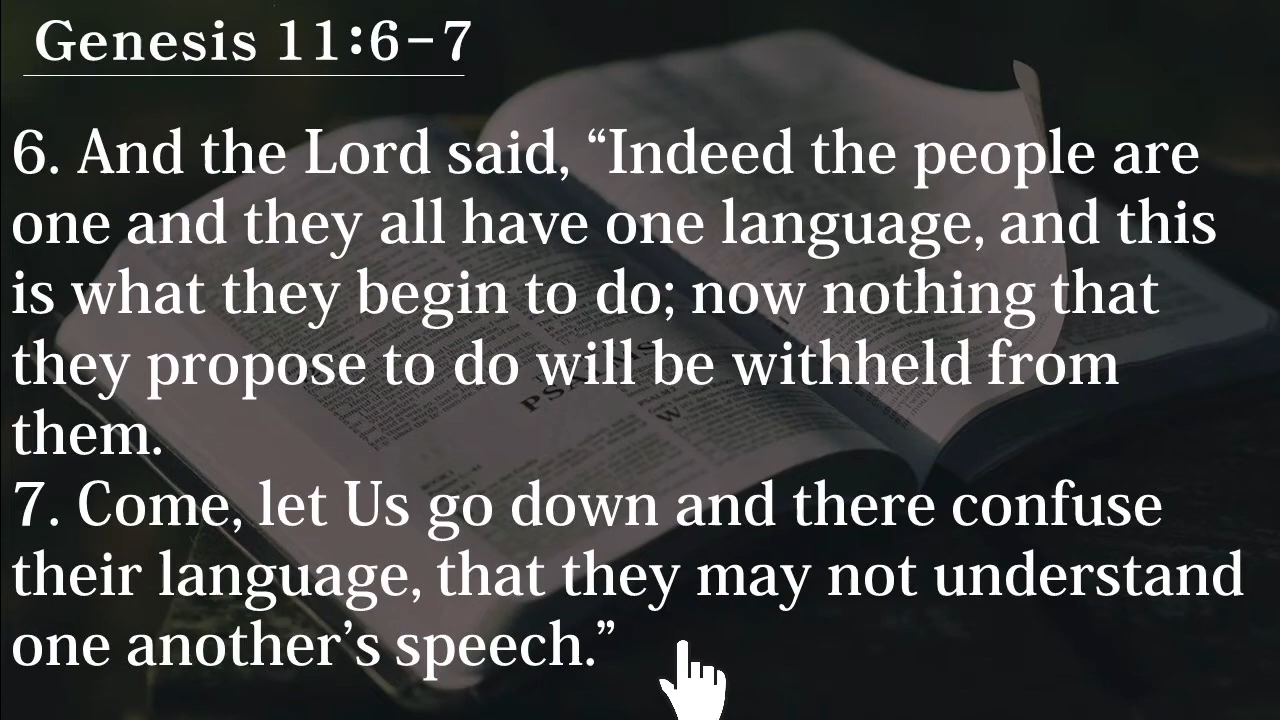 Genesis 11:6-7
6. And the Lord said, “Indeed the people are
one and they all have one language, and this
is what they begin to do; now nothing that
they propose to do will be withheld from
them.
7. Come, let Us go down and there confuse
their language, that they may not understand
one another’s speech.”
PSALMS